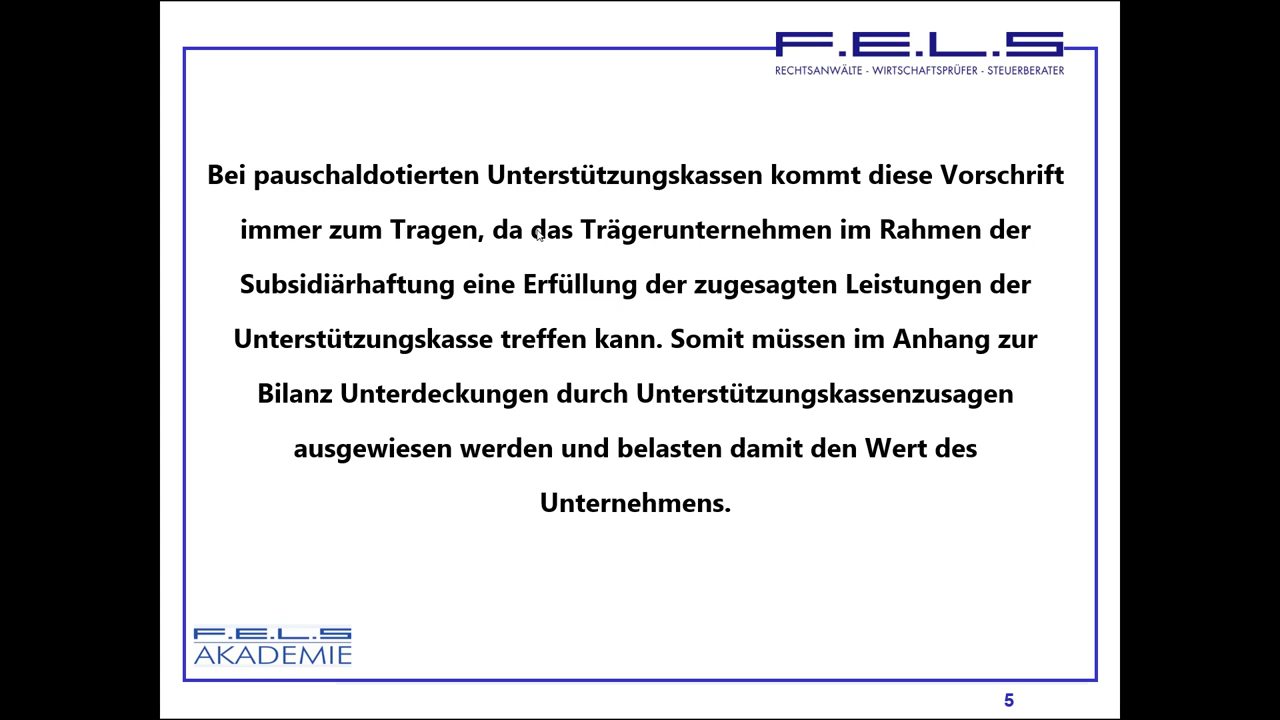 F.E.L.S
RECHTSANWÄLTE - WIRTSCHAFTSPRÜFER - STEUERBERATER
Bei pauschaldotierten Unterstützungskassen kommt diese Vorschrift
immer zum Tragen, da das Trägerunternehmen im Rahmen der
Subsidiärhaftung eine Erfüllung der zugesagten Leistungen der
Unterstützungskasse treffen kann. Somit müssen im Anhang zur
Bilanz Unterdeckungen durch Unterstützungskassenzusagen
ausgewiesen werden und belasten damit den Wert des
Unternehmens.
F.E.L.S
AKADEMIE
5